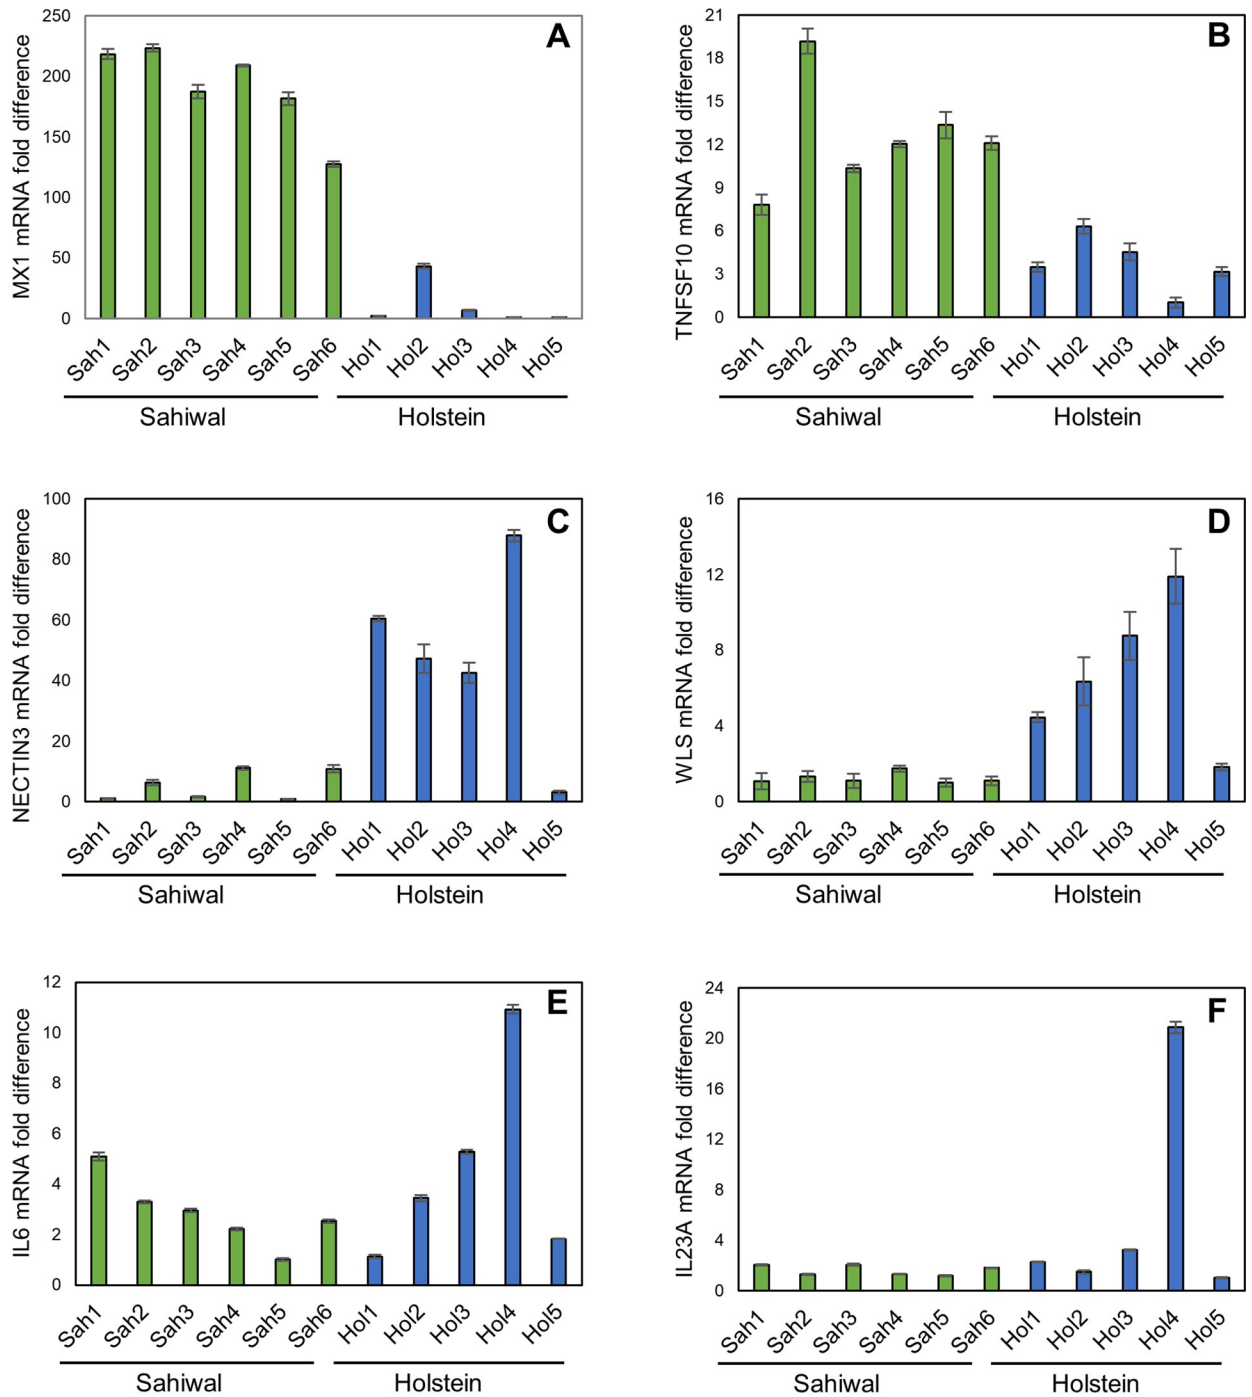 A
MX1 mRNA fold difference
250
200
150
100
50
0
Sah1 Sah2 Sah3 Sah4 Sah5 Sah6 Hol1 Hol2 Hol3 Hol4 Hol5
Sahiwal Holstein
B
TNFSF10 mRNA fold difference
21
18
15
12
9
6
3
0
Sah1 Sah2 Sah3 Sah4 Sah5 Sah6 Hol1 Hol2 Hol3 Hol4 Hol5
Sahiwal Holstein
C
NECTIN3 mRNA fold difference
100
80
60
40
20
0
Sah1 Sah2 Sah3 Sah4 Sah5 Sah6 Hol1 Hol2 Hol3 Hol4 Hol5
Sahiwal Holstein
D
WLS mRNA fold difference
16
12
8
4
0
Sah1 Sah2 Sah3 Sah4 Sah5 Sah6 Hol1 Hol2 Hol3 Hol4 Hol5
Sahiwal Holstein
E
IL6 mRNA fold difference
12
10
8
6
4
2
0
Sah1 Sah2 Sah3 Sah4 Sah5 Sah6 Hol1 Hol2 Hol3 Hol4 Hol5
Sahiwal Holstein
F
IL23A mRNA fold difference
24
20
16
12
8
4
0
Sah1 Sah2 Sah3 Sah4 Sah5 Sah6 Hol1 Hol2 Hol3 Hol4 Hol5
Sahiwal Holstein